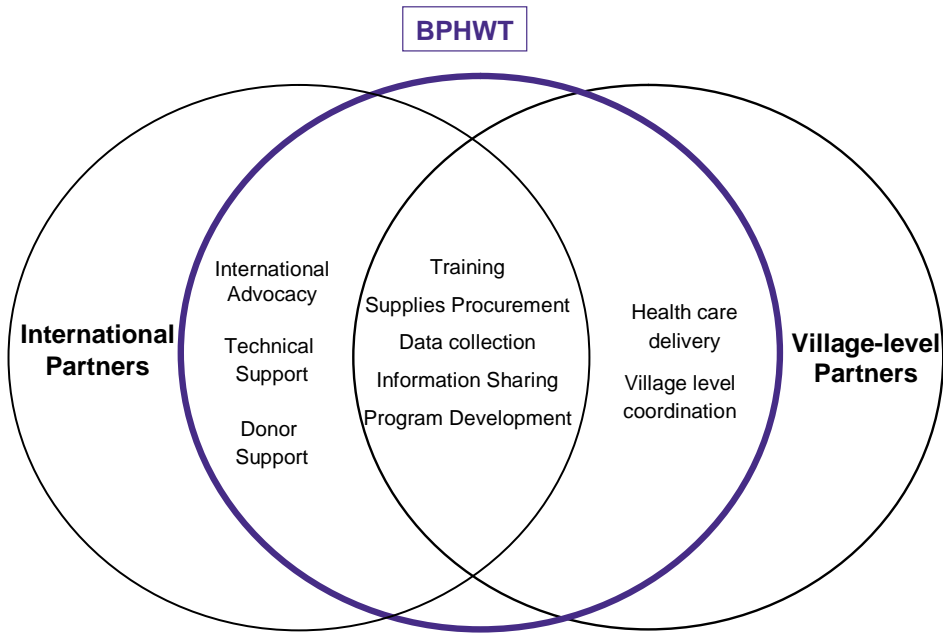 BPHWT
International
Partners
International
Advocacy
Technical
Support
Donor
Support
Training
Supplies Procurement
Data collection
Information Sharing
Program Development
Health care
delivery
Village level
coordination
Village-level
Partners